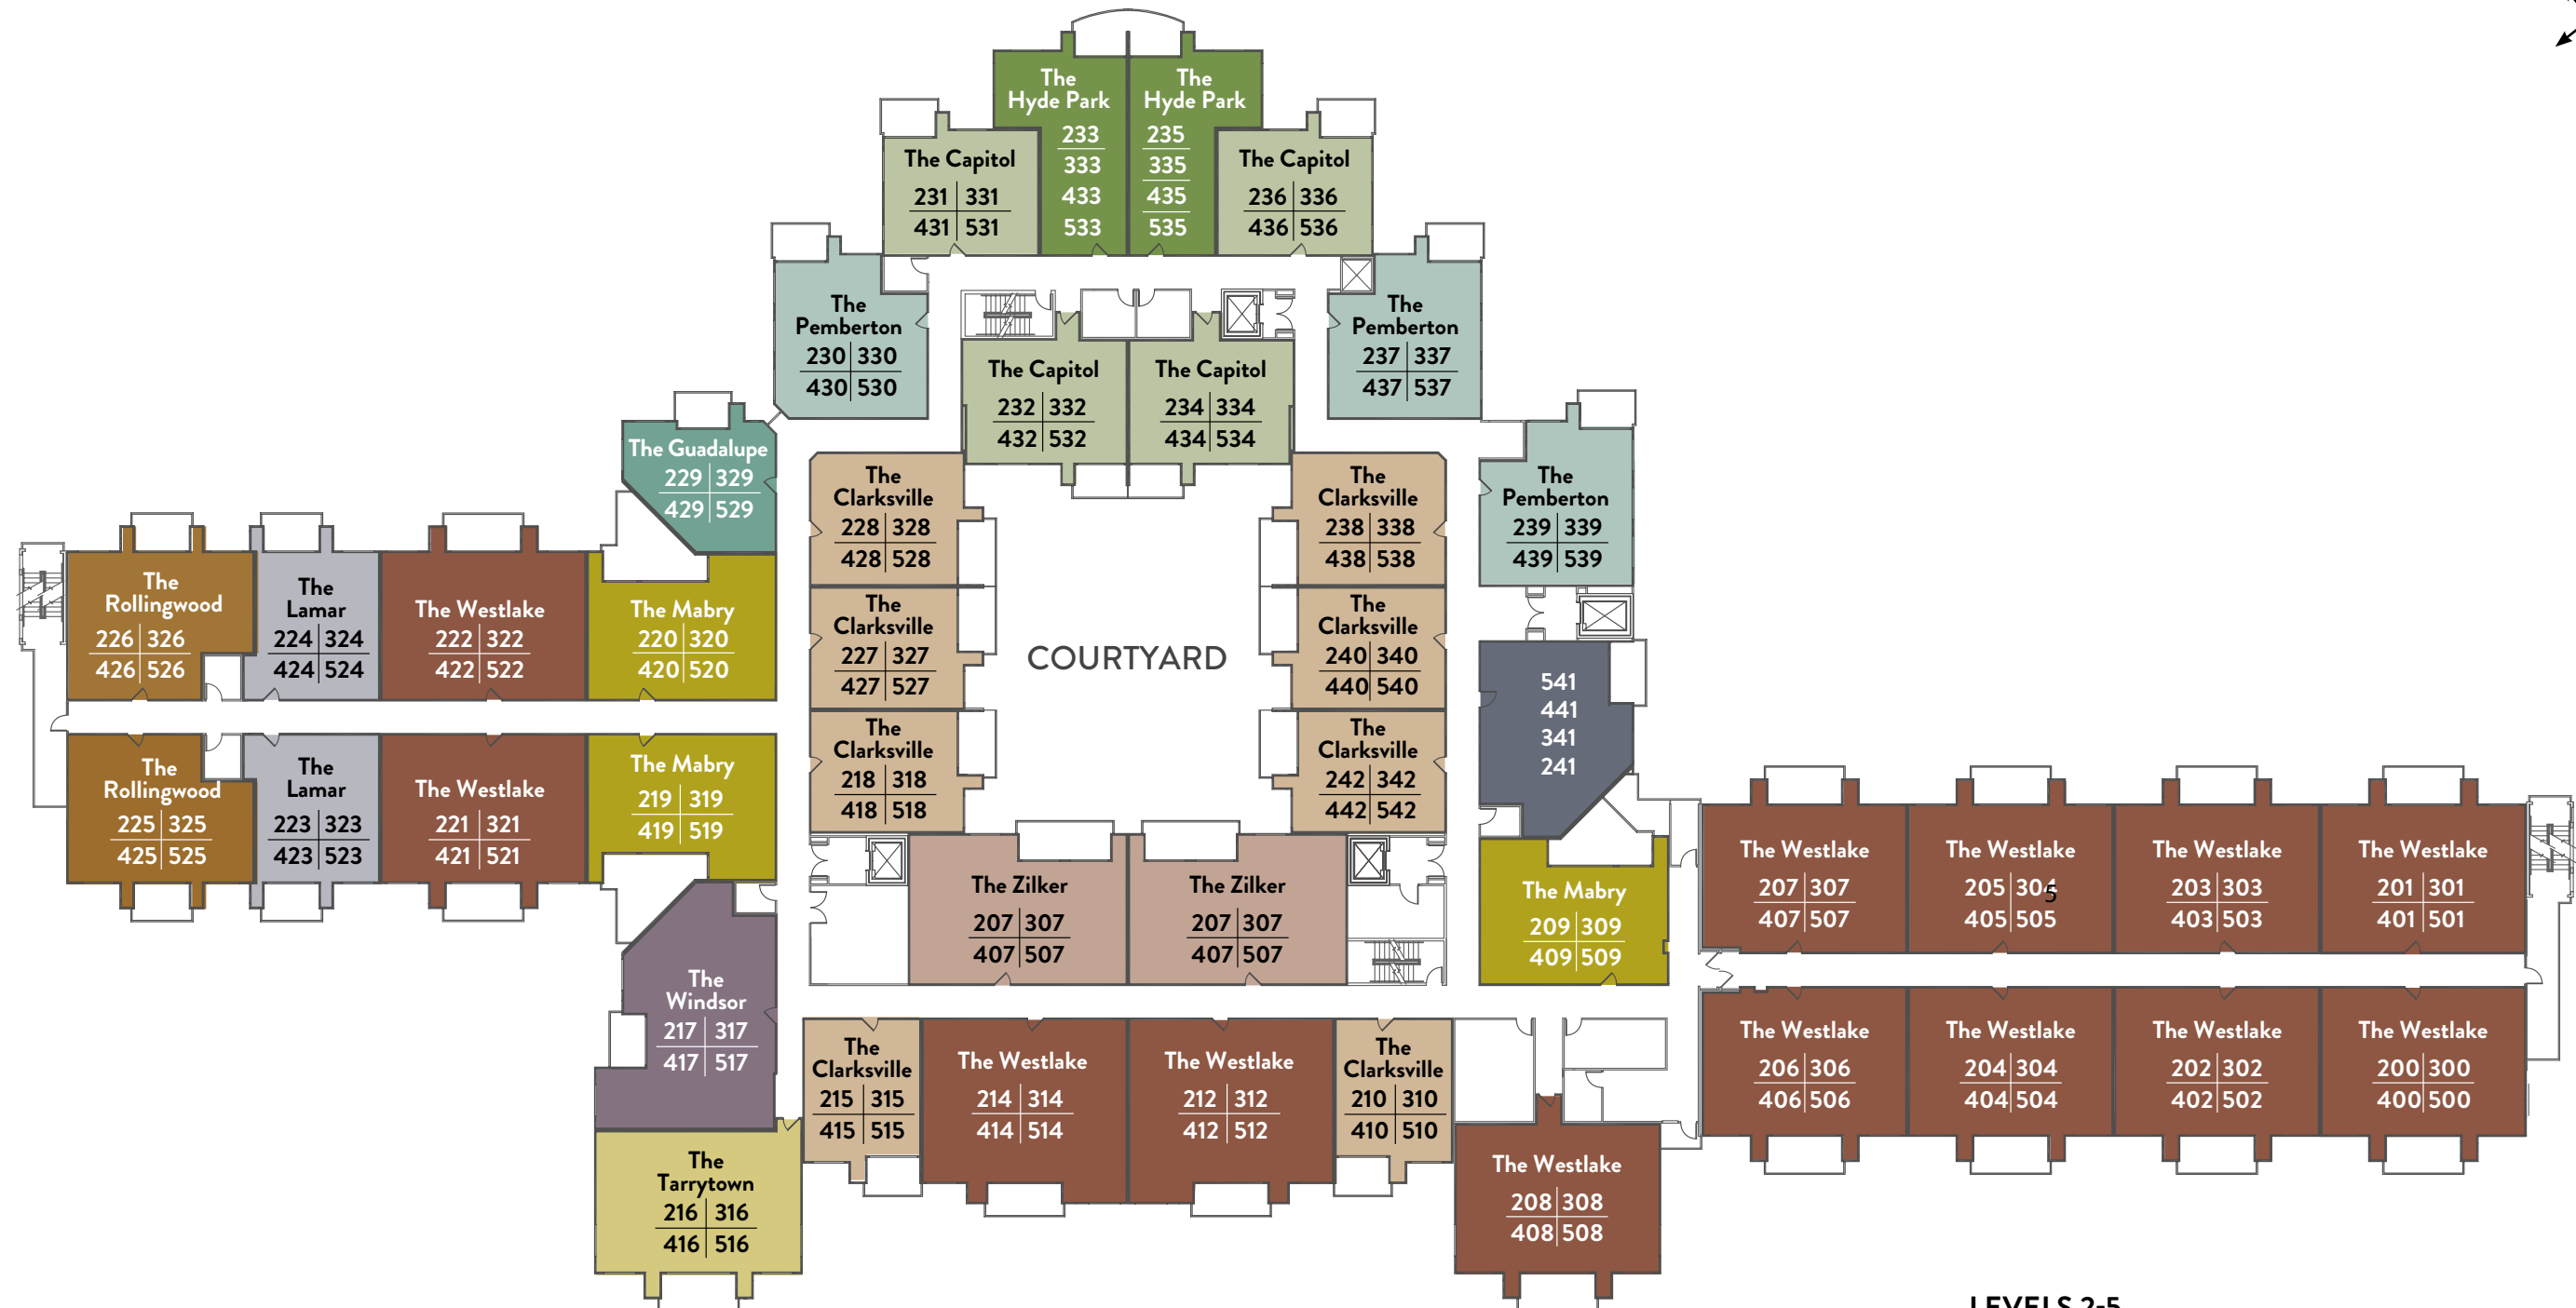 The
Hyde Park
233
333
433
533
The
Hyde Park
235
335
435
535
The Capitol
231 331
431 531
The Capitol
236 336
436 536
The
Pemberton
230 330
430 530
The
Pemberton
237 337
437 537
The Capitol
232 332
432 532
The Capitol
234 334
434 534
The Guadalupe
229 329
429 529
The
Clarksville
228 328
428 528
The
Clarksville
238 338
438 538
The
Pemberton
239 339
439 539
The
Rollingwood
226 326
426 526
The
Lamar
224 324
424 524
The Westlake
222 322
422 522
The Mabry
220 320
420 520
The
Clarksville
227 327
427 527
COURTYARD
The
Clarksville
240 340
440 540
541
441
341
241
The
Rollingwood
225 325
425 525
The
Lamar
223 323
423 523
The Westlake
221 321
421 521
The Mabry
219 319
419 519
The
Clarksville
218 318
418 518
The
Clarksville
242 342
442 542
The Zilker
207 307
407 507
The Zilker
207 307
407 507
The Mabry
209 309
409 509
The Westlake
207 307
407 507
The Westlake
205 304
5
405 505
The Westlake
203 303
403 503
The Westlake
201 301
401 501
The
Windsor
217 317
417 517
The
Clarksville
215 315
415 515
The Westlake
214 314
414 514
The Westlake
212 312
412 512
The
Clarksville
210 310
410 510
The Westlake
206 306
406 506
The Westlake
204 304
404 504
The Westlake
202 302
402 502
The Westlake
200 300
400 500
The
Tarrytown
216 316
416 516
The Westlake
208 308
408 508
LEVELS 2-5